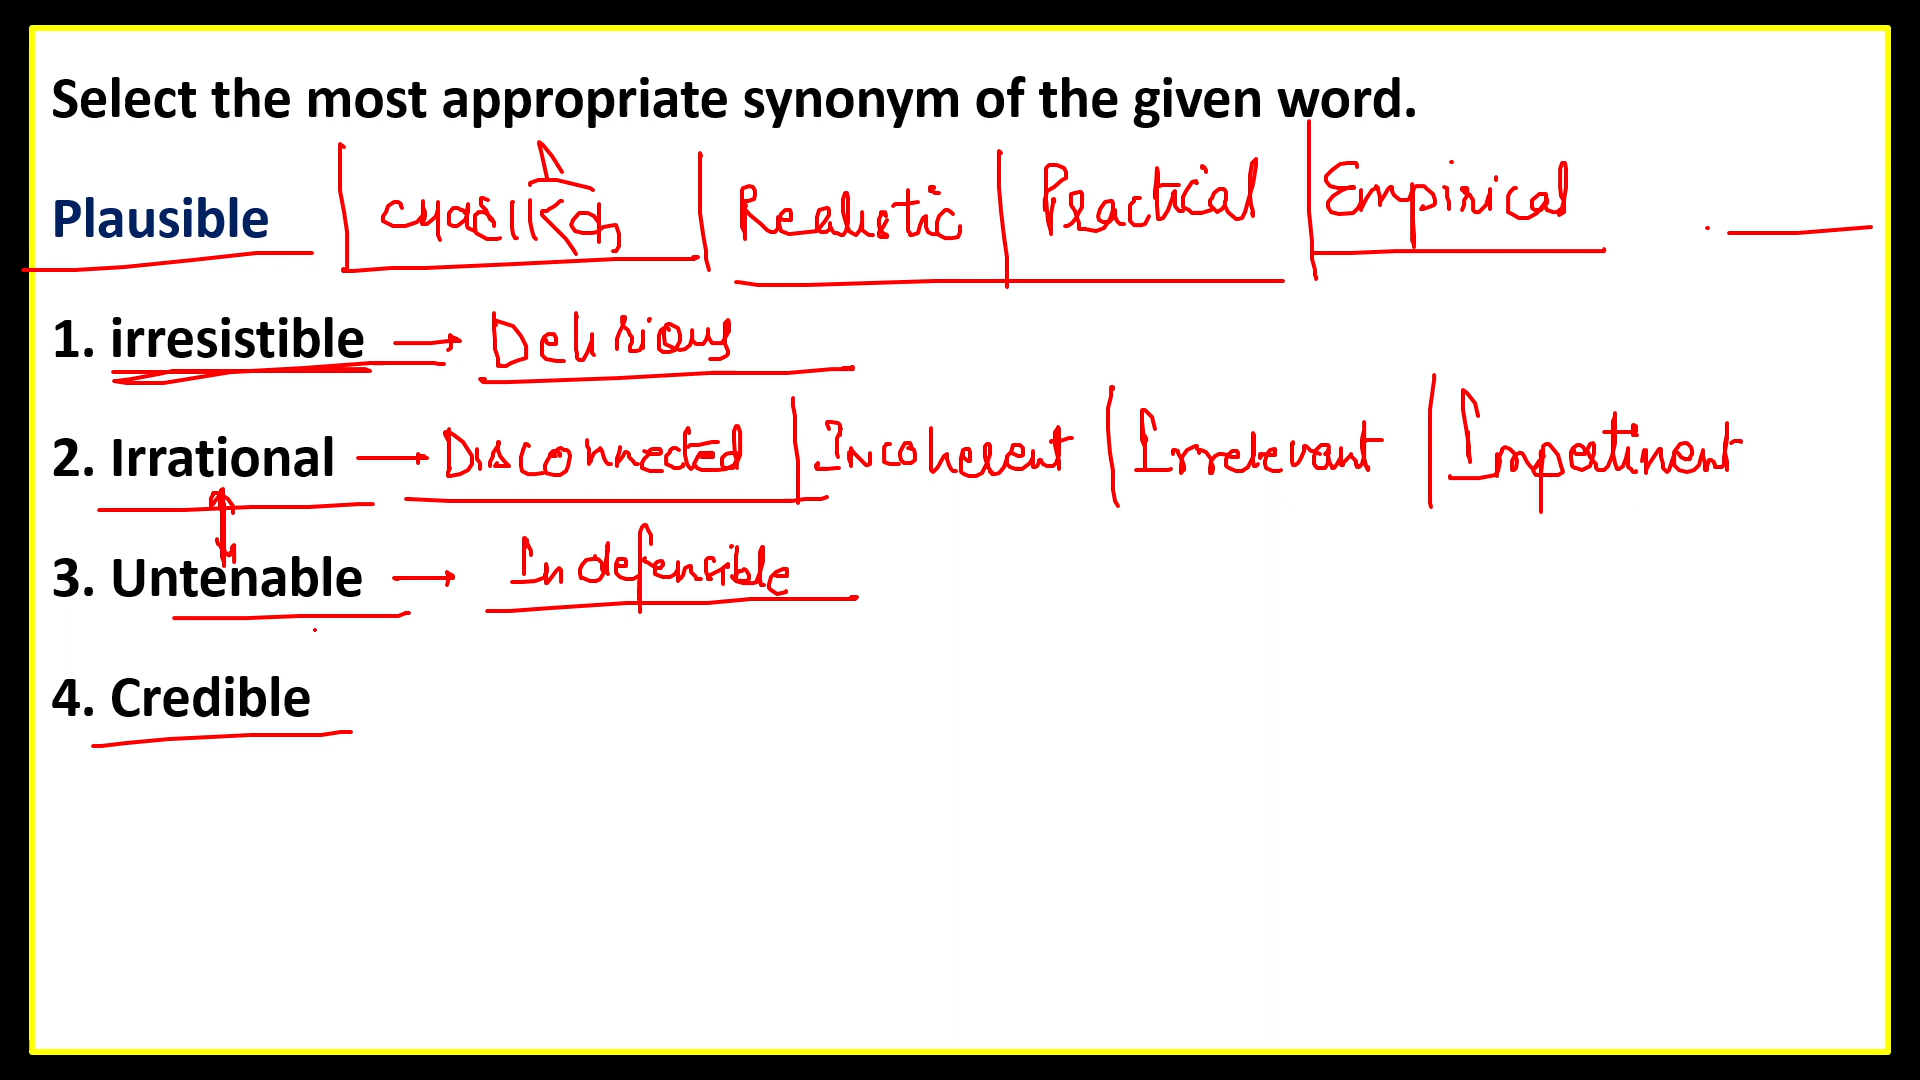 Select the most appropriate synonym of the given word.
Plausible | | Realistic | Practical | Empirical
1. irresistible → Delirious
2. Irrational → Disconnected | Incoherent | Irrelevant | Impertinent
3. Untenable → Indefensible
4. Credible